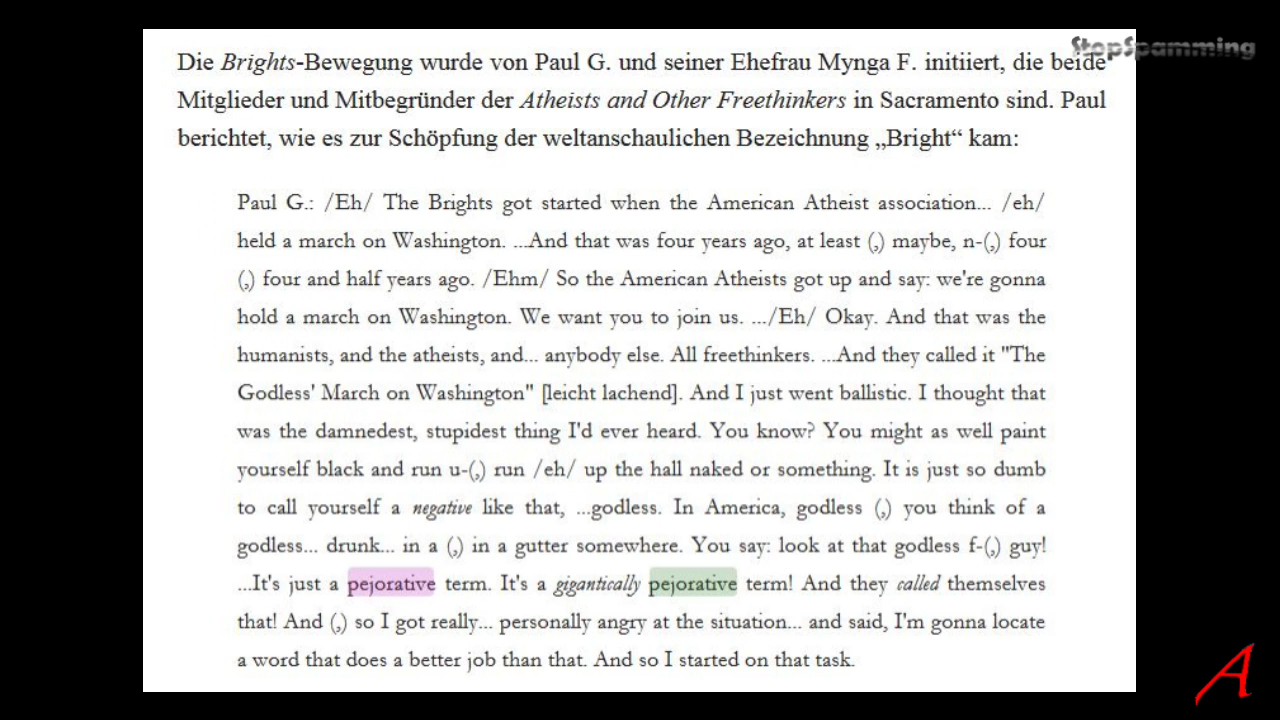 StopSpamming
Die Brights-Bewegung wurde von Paul G. und seiner Ehefrau Mynga F. initiiert, die beide
Mitglieder und Mitbegründer der Atheists and Other Freethinkers in Sacramento sind. Paul
berichtet, wie es zur Schöpfung der weltanschaulichen Bezeichnung „Bright“ kam:
Paul G.: /Eh/ The Brights got started when the American Atheist association... /eh/
held a march on Washington. ...And that was four years ago, at least (,) maybe, n-(,) four
(,) four and half years ago. /Ehm/ So the American Atheists got up and say: we're gonna
hold a march on Washington. We want you to join us. .../Eh/ Okay. And that was the
humanists, and the atheists, and... anybody else. All freethinkers. ...And they called it "The
Godless' March on Washington" [leicht lachend]. And I just went ballistic. I thought that
was the damnedest, stupidest thing I'd ever heard. You know? You might as well paint
yourself black and run u-(,) run /eh/ up the hall naked or something. It is just so dumb
to call yourself a negative like that, ...godless. In America, godless (,) you think of a
godless... drunk... in a (,) in a gutter somewhere. You say: look at that godless f-(,) guy!
...It's just a pejorative term. It's a gigantically pejorative term! And they called themselves
that! And (,) so I got really... personally angry at the situation... and said, I'm gonna locate
a word that does a better job than that. And so I started on that task.
A